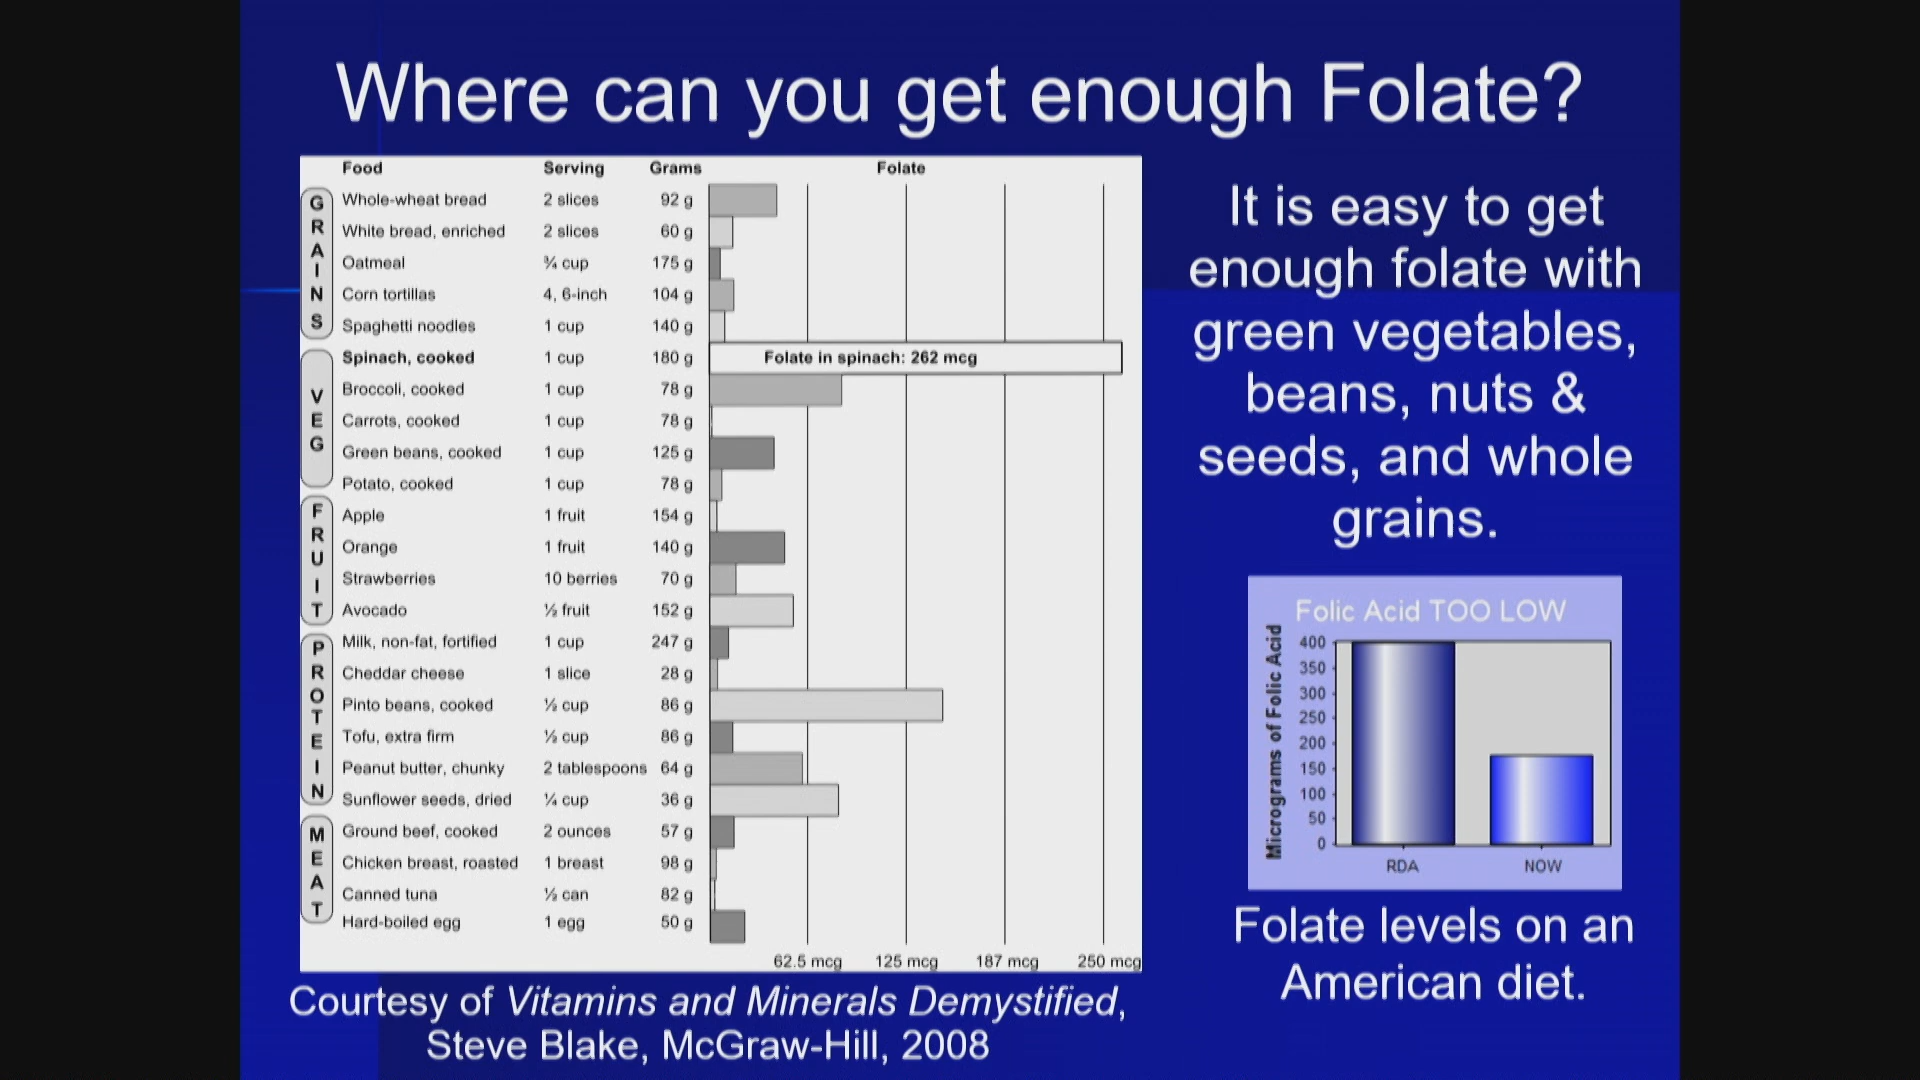 Where can you get enough Folate?
Food Serving Grams Folate
GRAINS
Whole-wheat bread 2 slices 92 g
White bread, enriched 2 slices 60 g
Oatmeal ¾ cup 175 g
Corn tortillas 4, 6-inch 104 g
Spaghetti noodles 1 cup 140 g
VEG
Spinach, cooked 1 cup 180 g Folate in spinach: 262 mcg
Broccoli, cooked 1 cup 78 g
Carrots, cooked 1 cup 78 g
Green beans, cooked 1 cup 125 g
Potato, cooked 1 cup 78 g
FRUIT
Apple 1 fruit 154 g
Orange 1 fruit 140 g
Strawberries 10 berries 70 g
Avocado ½ fruit 152 g
PROTEIN
Milk, non-fat, fortified 1 cup 247 g
Cheddar cheese 1 slice 28 g
Pinto beans, cooked ½ cup 86 g
Tofu, extra firm ½ cup 86 g
Peanut butter, chunky 2 tablespoons 64 g
Sunflower seeds, dried ¼ cup 36 g
MEAT
Ground beef, cooked 2 ounces 57 g
Chicken breast, roasted 1 breast 98 g
Canned tuna ½ can 82 g
Hard-boiled egg 1 egg 50 g
62.5 mcg 125 mcg 187 mcg 250 mcg
Courtesy of Vitamins and Minerals Demystified,
Steve Blake, McGraw-Hill, 2008
It is easy to get
enough folate with
green vegetables,
beans, nuts &
seeds, and whole
grains.
Folic Acid TOO LOW
Micrograms of Folic Acid
400
350
300
250
200
150
100
50
0
RDA NOW
Folate levels on an
American diet.